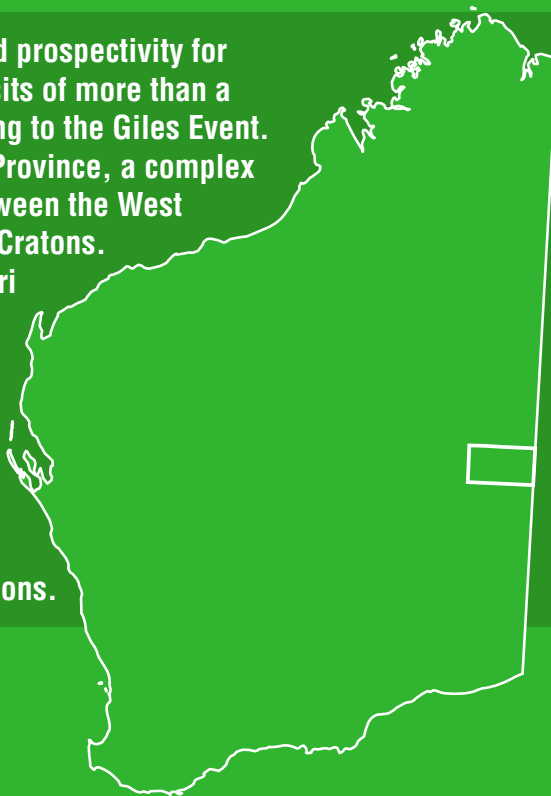 d prospectivity for
sits of more than a
ng to the Giles Event.
Province, a complex
ween the West
Cratons.
ri
ons.